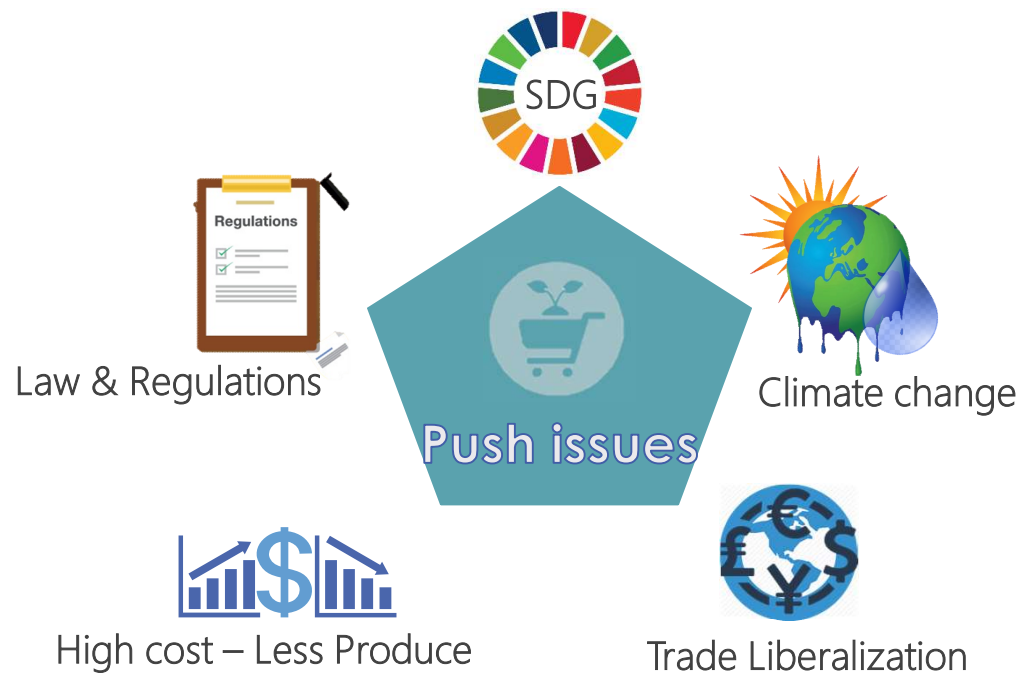 SDG
Regulations
Law & Regulations
Climate change
Push issues
High cost – Less Produce
Trade Liberalization